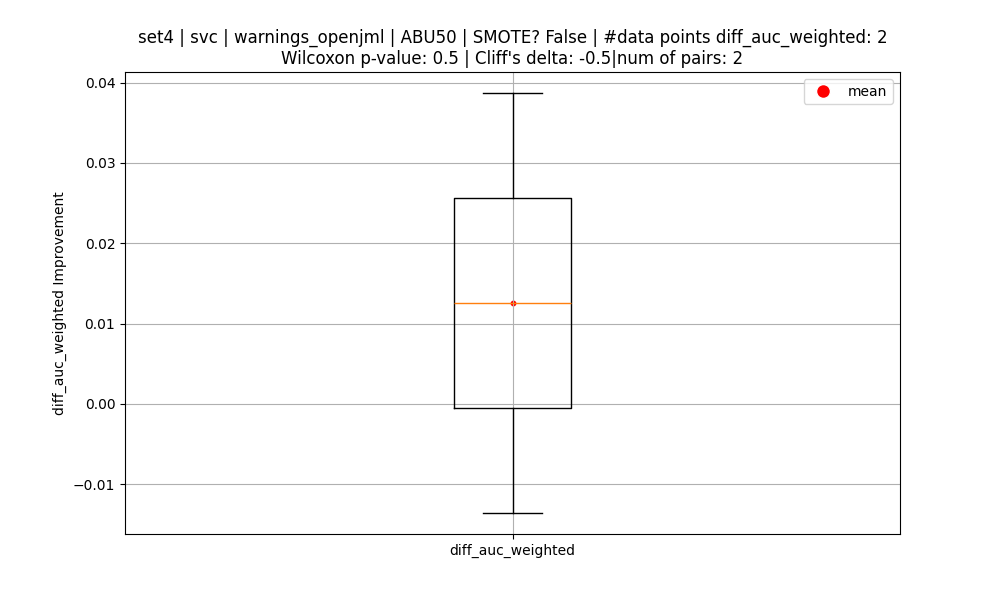 set4 | svc | warnings_openjml | ABU50 | SMOTE? False | #data points diff_auc_weighted: 2
Wilcoxon p-value: 0.5 | Cliff's delta: -0.5|num of pairs: 2
mean
0.04
0.03
0.02
0.01
0.00
−0.01
diff_auc_weighted Improvement
diff_auc_weighted